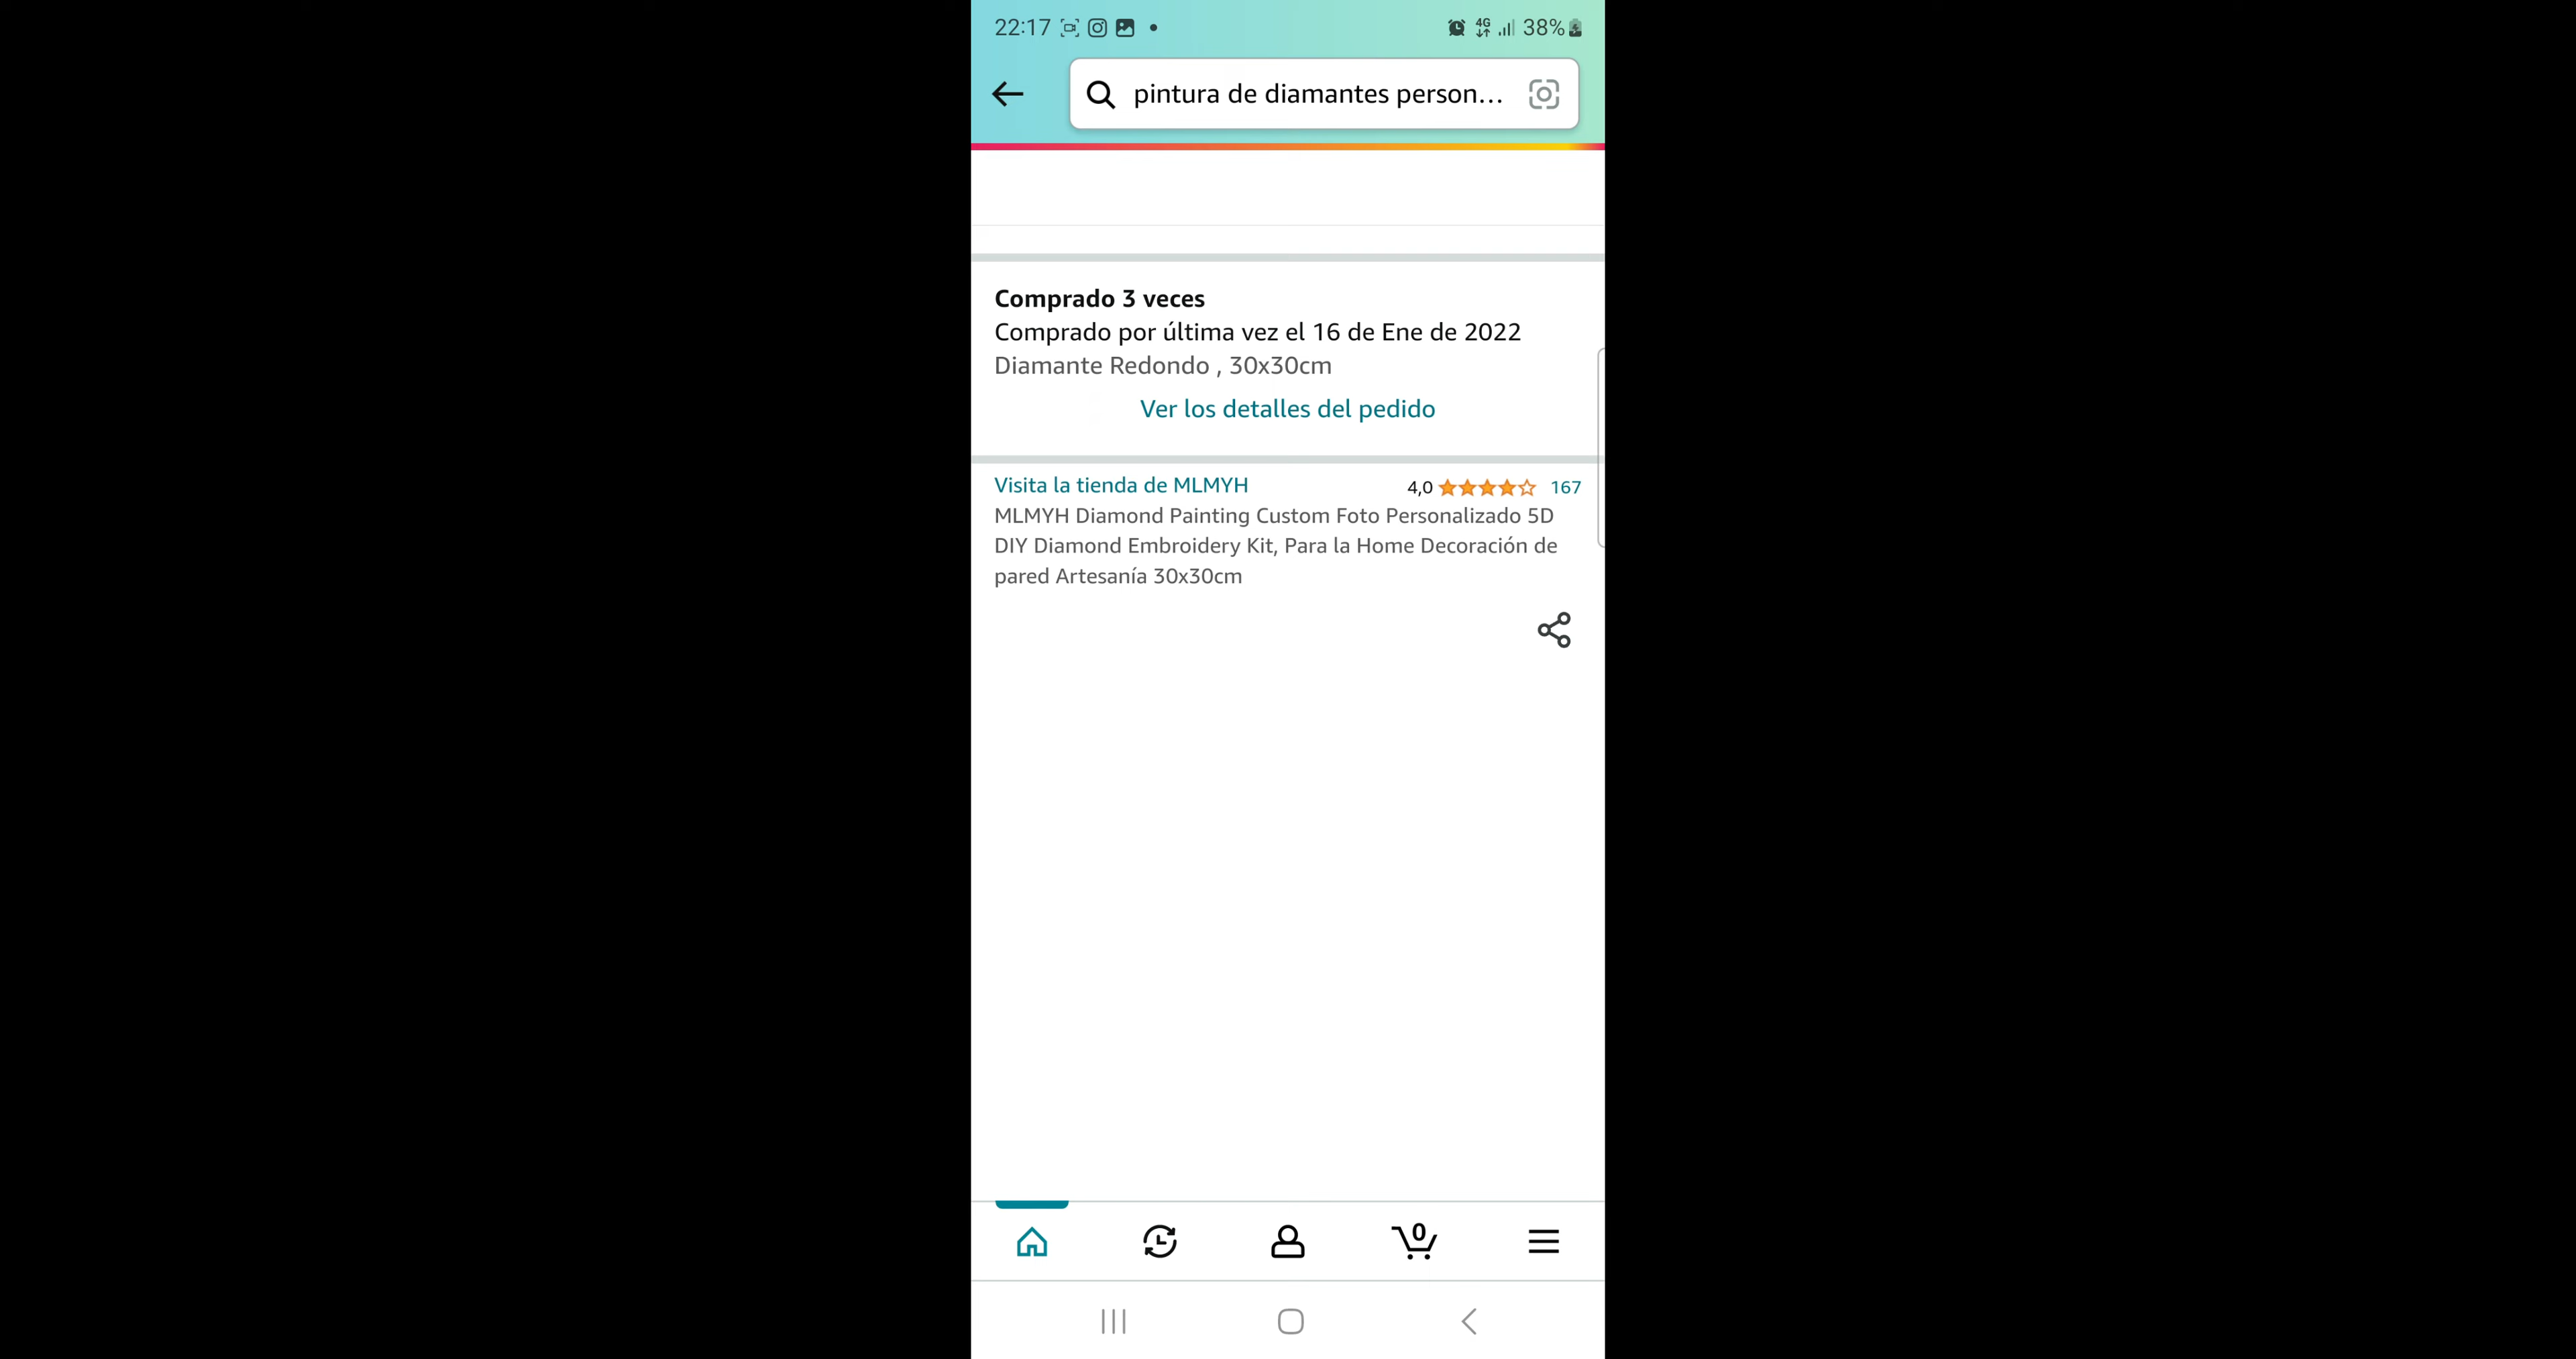 22:17
4G
38%
pintura de diamantes person...
Comprado 3 veces
Comprado por última vez el 16 de Ene de 2022
Diamante Redondo , 30x30cm
Ver los detalles del pedido
Visita la tienda de MLMYH
4,0
167
MLMYH Diamond Painting Custom Foto Personalizado 5D
DIY Diamond Embroidery Kit, Para la Home Decoración de
pared Artesanía 30x30cm
0